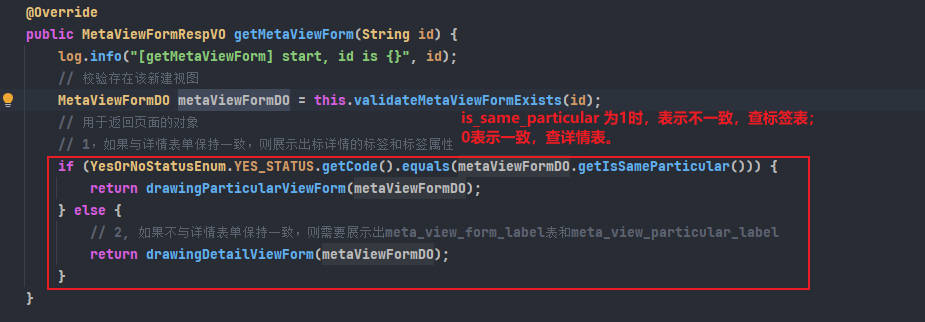 @Override
public MetaViewFormRespVO getMetaViewForm(String id) {
log.info("[getMetaViewForm] start, id is {}", id);
// 校验存在该新建视图
MetaViewFormDO metaViewFormDO = this.validateMetaViewFormExists(id);
// 用于返回页面的对象
is_same_particular 为1时，表示不一致，查标签表；
// 1，如果与详情表单保持一致，则展示出标详情的标签和标签属性
0表示一致，查详情表。
if (YesOrNoStatusEnum.YES_STATUS.getCode().equals(metaViewFormDO.getIsSameParticular())) {
return drawingParticularViewForm(metaViewFormDO);
} else {
// 2, 如果不与详情表单保持一致，则需要展示出meta_view_form_label表和meta_view_particular_label
return drawingDetailViewForm(metaViewFormDO);
}
}